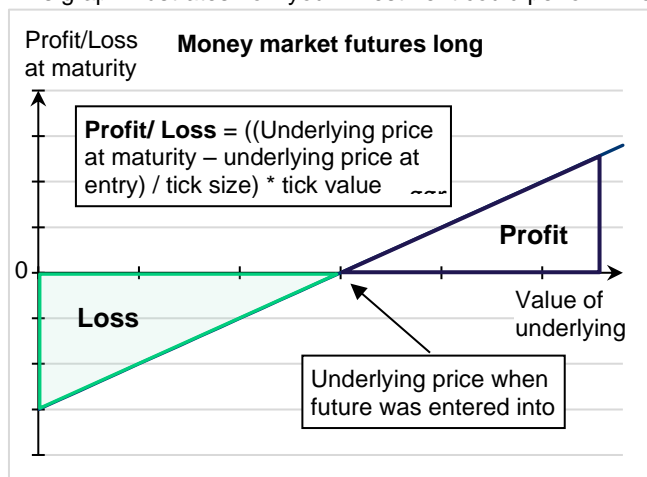 Profit/Loss
at maturity
Money market futures long
Profit/ Loss = ((Underlying price
at maturity – underlying price at
entry) / tick size) * tick value
Profit
0
Value of
underlying
Loss
Underlying price when
future was entered into